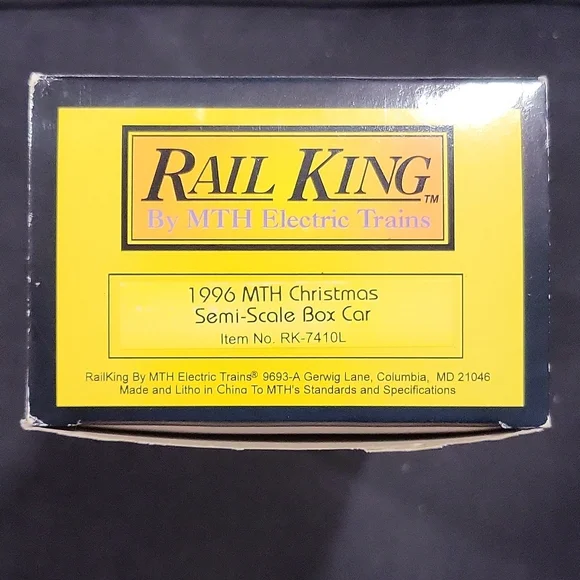 RAIL KING TM
By MTH Electric Trains
1996 MTH Christmas
Semi-Scale Box Car
Item No. RK-7410L
RailKing By MTH Electric Trains® 9693-A Gerwig Lane, Columbia, MD 21046
Made and Litho in China To MTH's Standards and Specifications